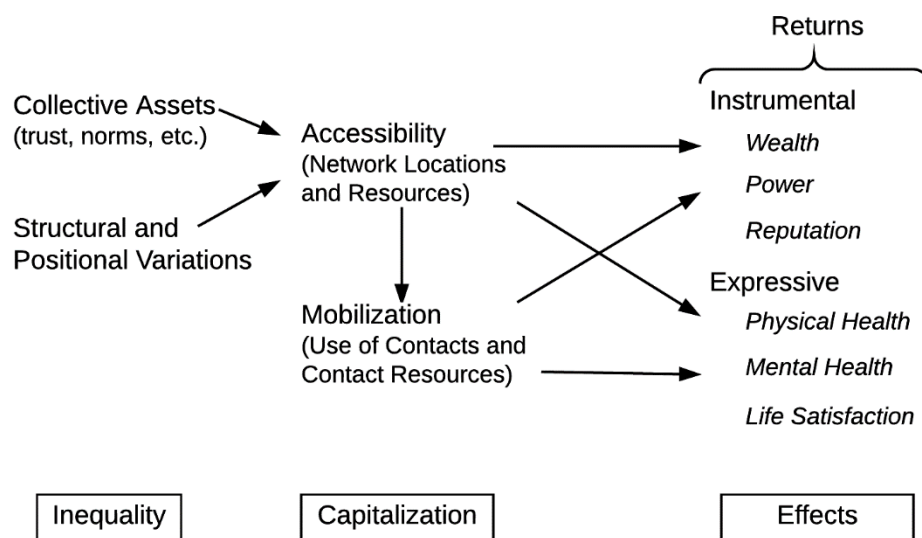 Returns
Collective Assets
(trust, norms, etc.)
Structural and
Positional Variations
Accessibility
(Network Locations
and Resources)
Mobilization
(Use of Contacts and
Contact Resources)
Instrumental
Wealth
Power
Reputation
Expressive
Physical Health
Mental Health
Life Satisfaction
Inequality
Capitalization
Effects